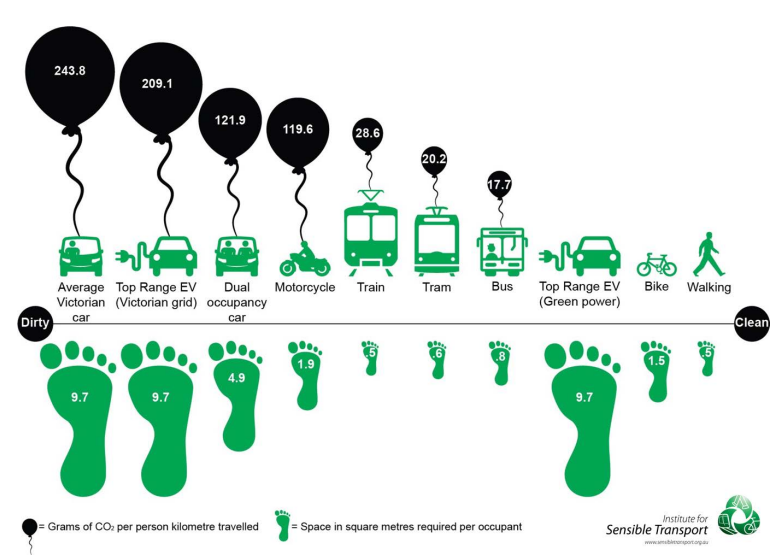 243.8
209.1
121.9
119.6
28.6
20.2
17.7
Average
Victorian
car
Top Range EV
(Victorian grid)
Dual
occupancy
car
Motorcycle
Train
Tram
Bus
Top Range EV
(Green power)
Bike
Walking
Dirty
Clean
9.7
9.7
4.9
1.9
.5
.6
.8
9.7
1.5
.5
= Grams of CO₂ per person kilometre travelled
= Space in square metres required per occupant
Institute for
Sensible Transport
www.sensibletransport.org.au